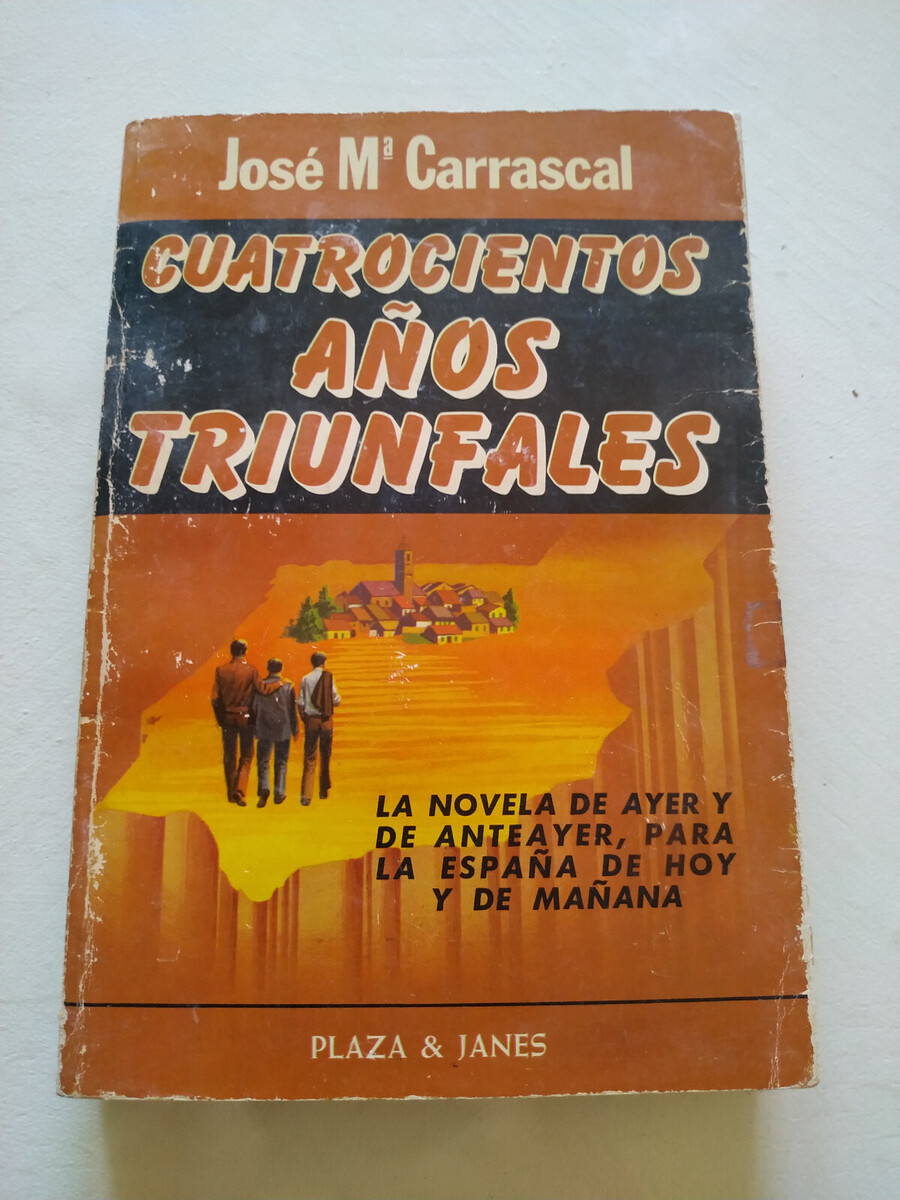 José Mª Carrascal
CUATROCIENTOS
AÑOS
TRIUNFALES
LA NOVELA DE AYER Y
DE ANTEAYER, PARA
LA ESPAÑA DE HOY
Y DE MAÑANA
PLAZA & JANES